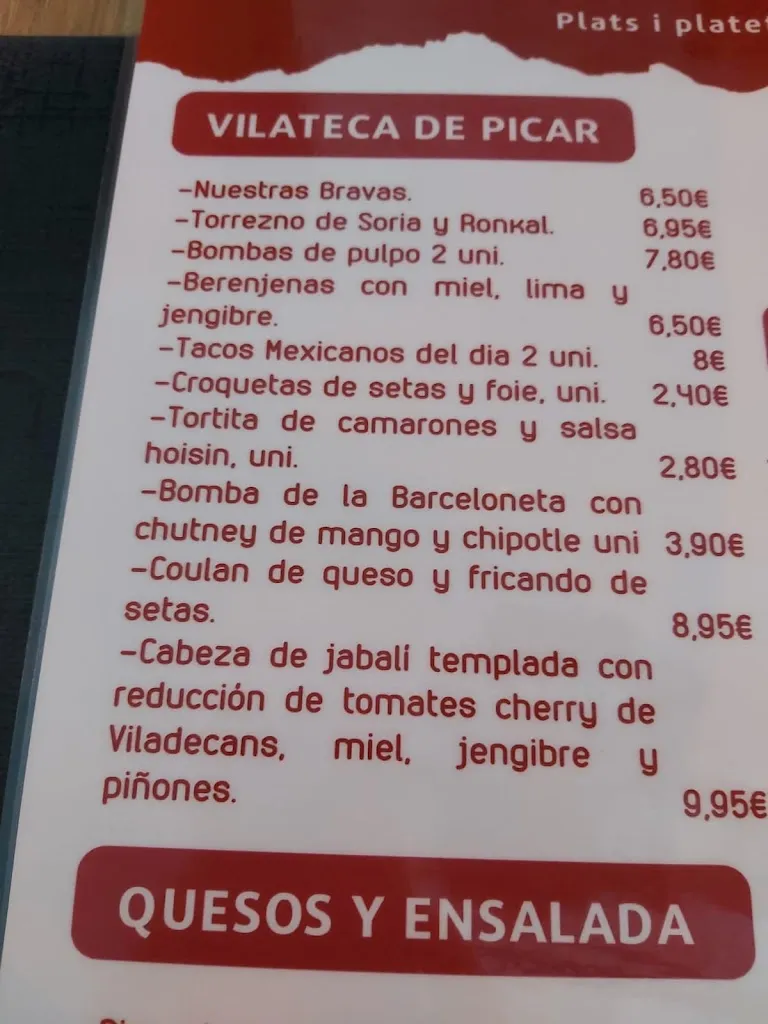 Plats i platet
VILATECA DE PICAR
-Nuestras Bravas. 6,50€
-Torrezno de Soria y Ronkal. 6,95€
-Bombas de pulpo 2 uni. 7,80€
-Berenjenas con miel, lima y
jengibre. 6,50€
-Tacos Mexicanos del dia 2 uni. 8€
-Croquetas de setas y foie, uni. 2,40€
-Tortita de camarones y salsa
hoisin, uni. 2,80€
-Bomba de la Barceloneta con
chutney de mango y chipotle uni 3,90€
-Coulan de queso y fricando de
setas. 8,95€
-Cabeza de jabalí templada con
reducción de tomates cherry de
Viladecans, miel, jengibre y
piñones. 9,95€
QUESOS Y ENSALADA